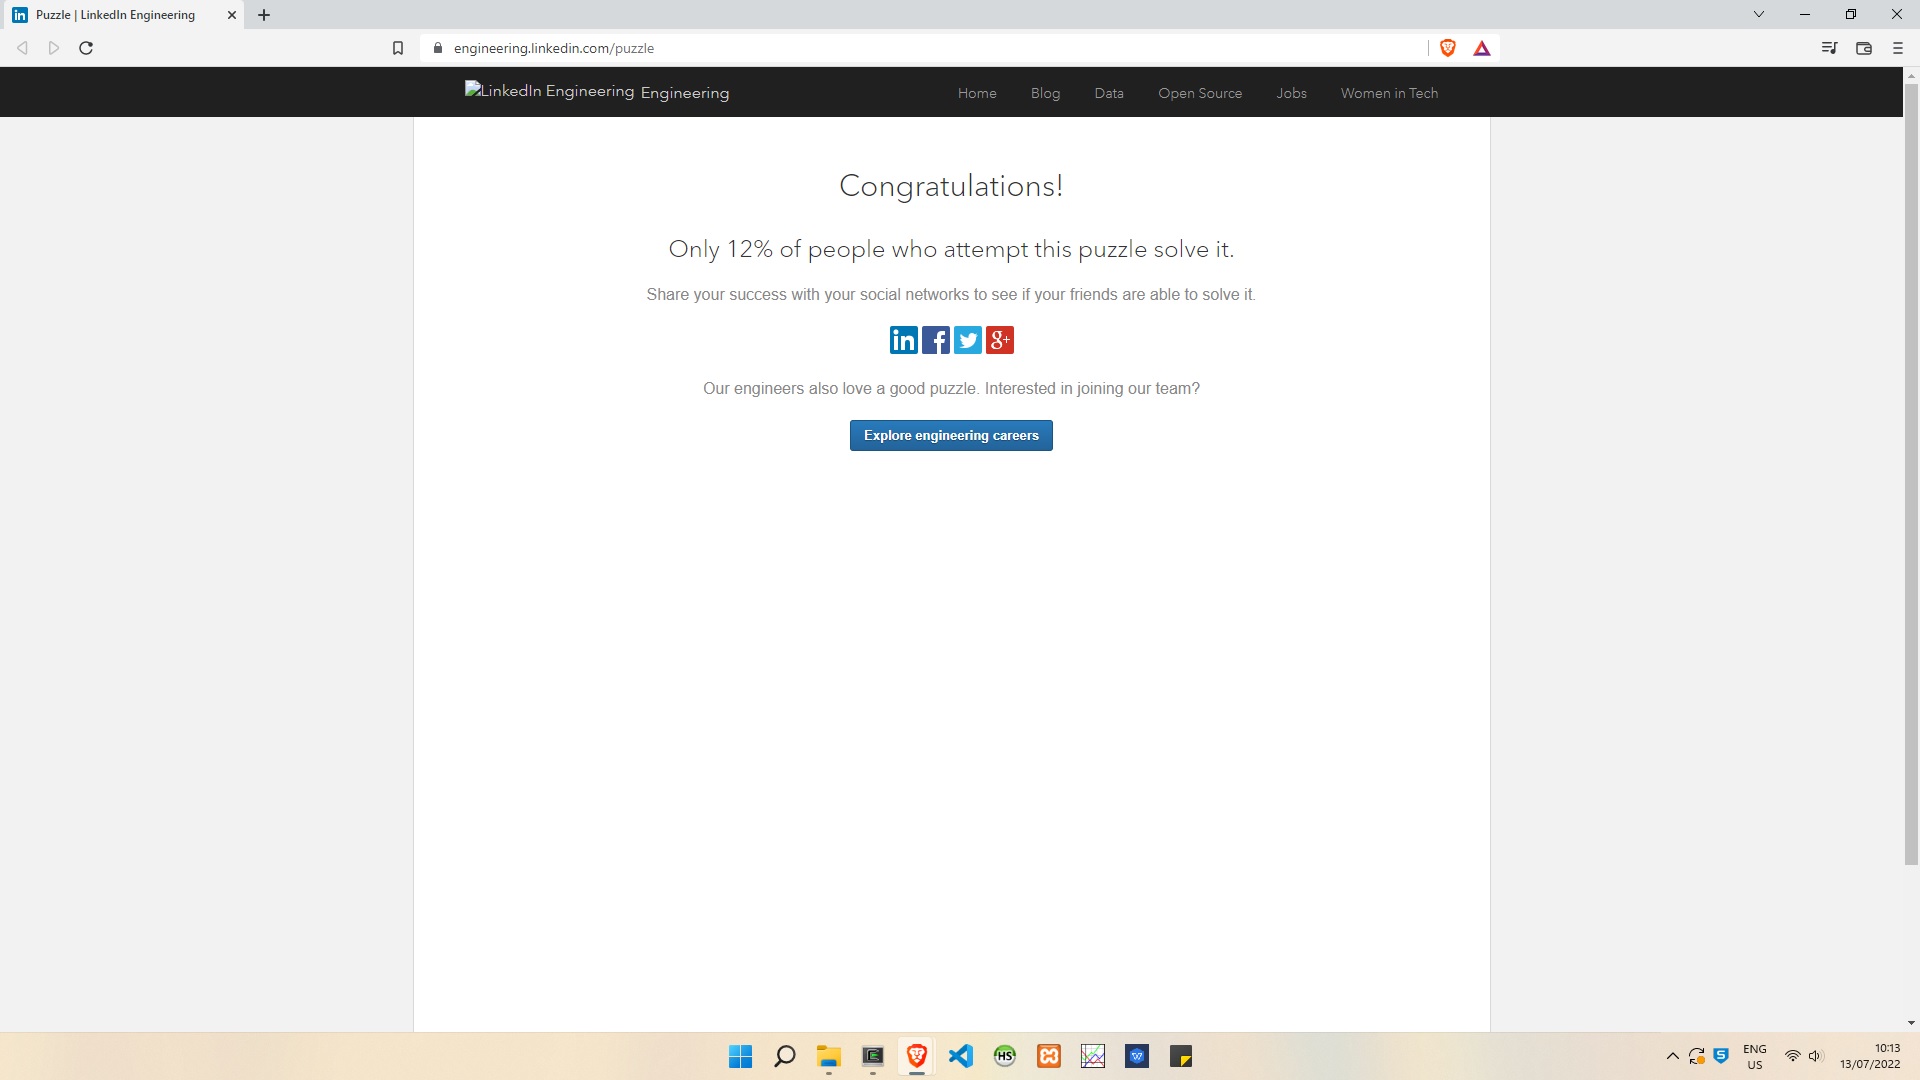 Puzzle | LinkedIn Engineering
engineering.linkedin.com/puzzle
LinkedIn Engineering Engineering Home Blog Data Open Source Jobs Women in Tech
Congratulations!
Only 12% of people who attempt this puzzle solve it.
Share your success with your social networks to see if your friends are able to solve it.
in f g+
Our engineers also love a good puzzle. Interested in joining our team?
Explore engineering careers
HS
W
S
ENG
US
10:13
13/07/2022